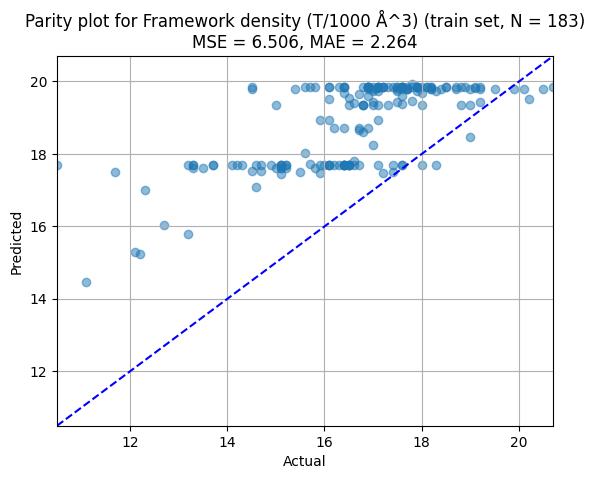 Parity plot for Framework density (T/1000 Å^3) (train set, N = 183)
MSE = 6.506, MAE = 2.264
20
18
16
14
12
Predicted
12
14
16
18
20
Actual